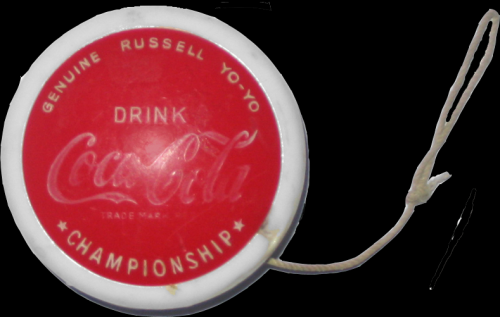 GENUINE RUSSELL YO-YO
DRINK
Coca-Cola
TRADE MARK
★ CHAMPIONSHIP ★